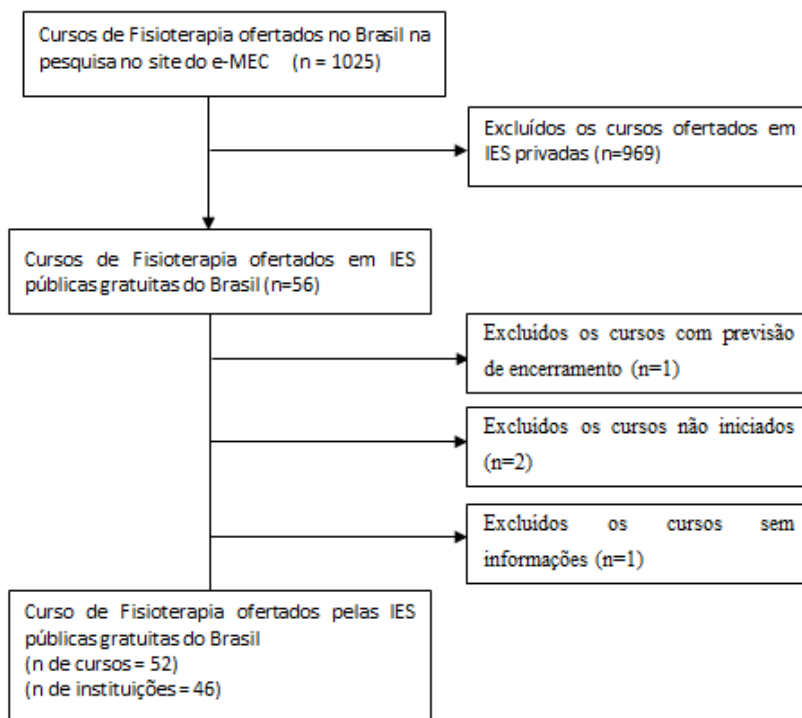 Cursos de Fisioterapia ofertados no Brasil na
pesquisa no site do e-MEC (n = 1025)
Excluídos os cursos ofertados em
IES privadas (n=969)
Cursos de Fisioterapia ofertados em IES
públicas gratuitas do Brasil (n=56)
Excluídos os cursos com previsão
de encerramento (n=1)
Excluídos os cursos não iniciados
(n=2)
Excluídos os cursos sem
informações (n=1)
Curso de Fisioterapia ofertados pelas IES
públicas gratuitas do Brasil
(n de cursos = 52)
(n de instituições = 46)